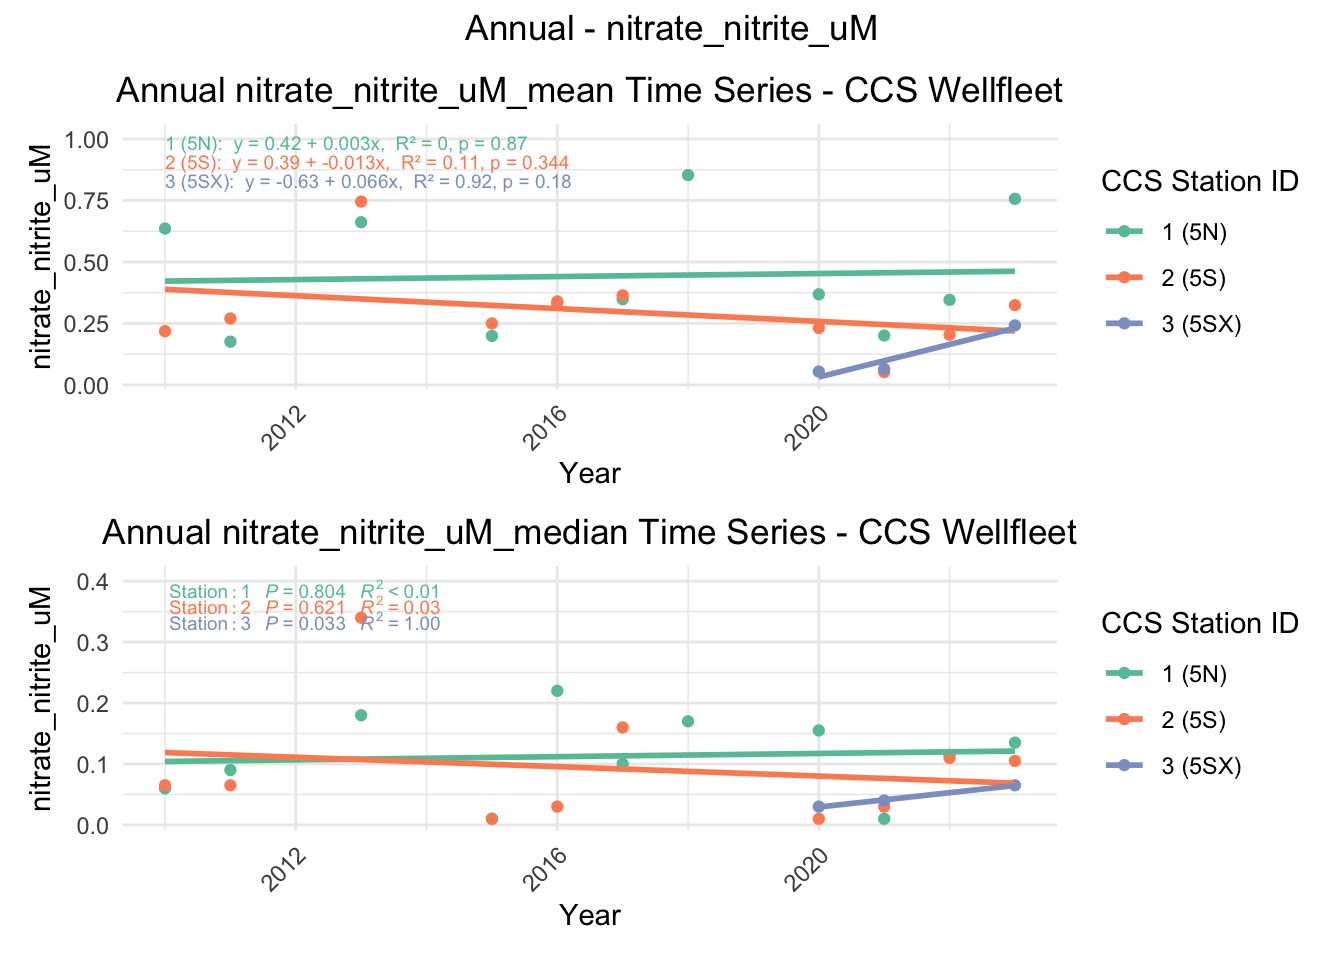 Annual - nitrate_nitrite_uM
Annual nitrate_nitrite_uM_mean Time Series - CCS Wellfleet
nitrate_nitrite_uM
1.00
0.75
0.50
0.25
0.00
1 (5N):  y = 0.42 + 0.003x,  R² = 0, p = 0.87
2 (5S):  y = 0.39 + -0.013x,  R² = 0.11, p = 0.344
3 (5SX):  y = -0.63 + 0.066x,  R² = 0.92, p = 0.18
2012
2016
2020
Year
CCS Station ID
1 (5N)
2 (5S)
3 (5SX)
Annual nitrate_nitrite_uM_median Time Series - CCS Wellfleet
nitrate_nitrite_uM
0.4
0.3
0.2
0.1
0.0
Station : 1  P = 0.804  R² < 0.01
Station : 2  P = 0.621  R² = 0.03
Station : 3  P = 0.033  R² = 1.00
2012
2016
2020
Year
CCS Station ID
1 (5N)
2 (5S)
3 (5SX)